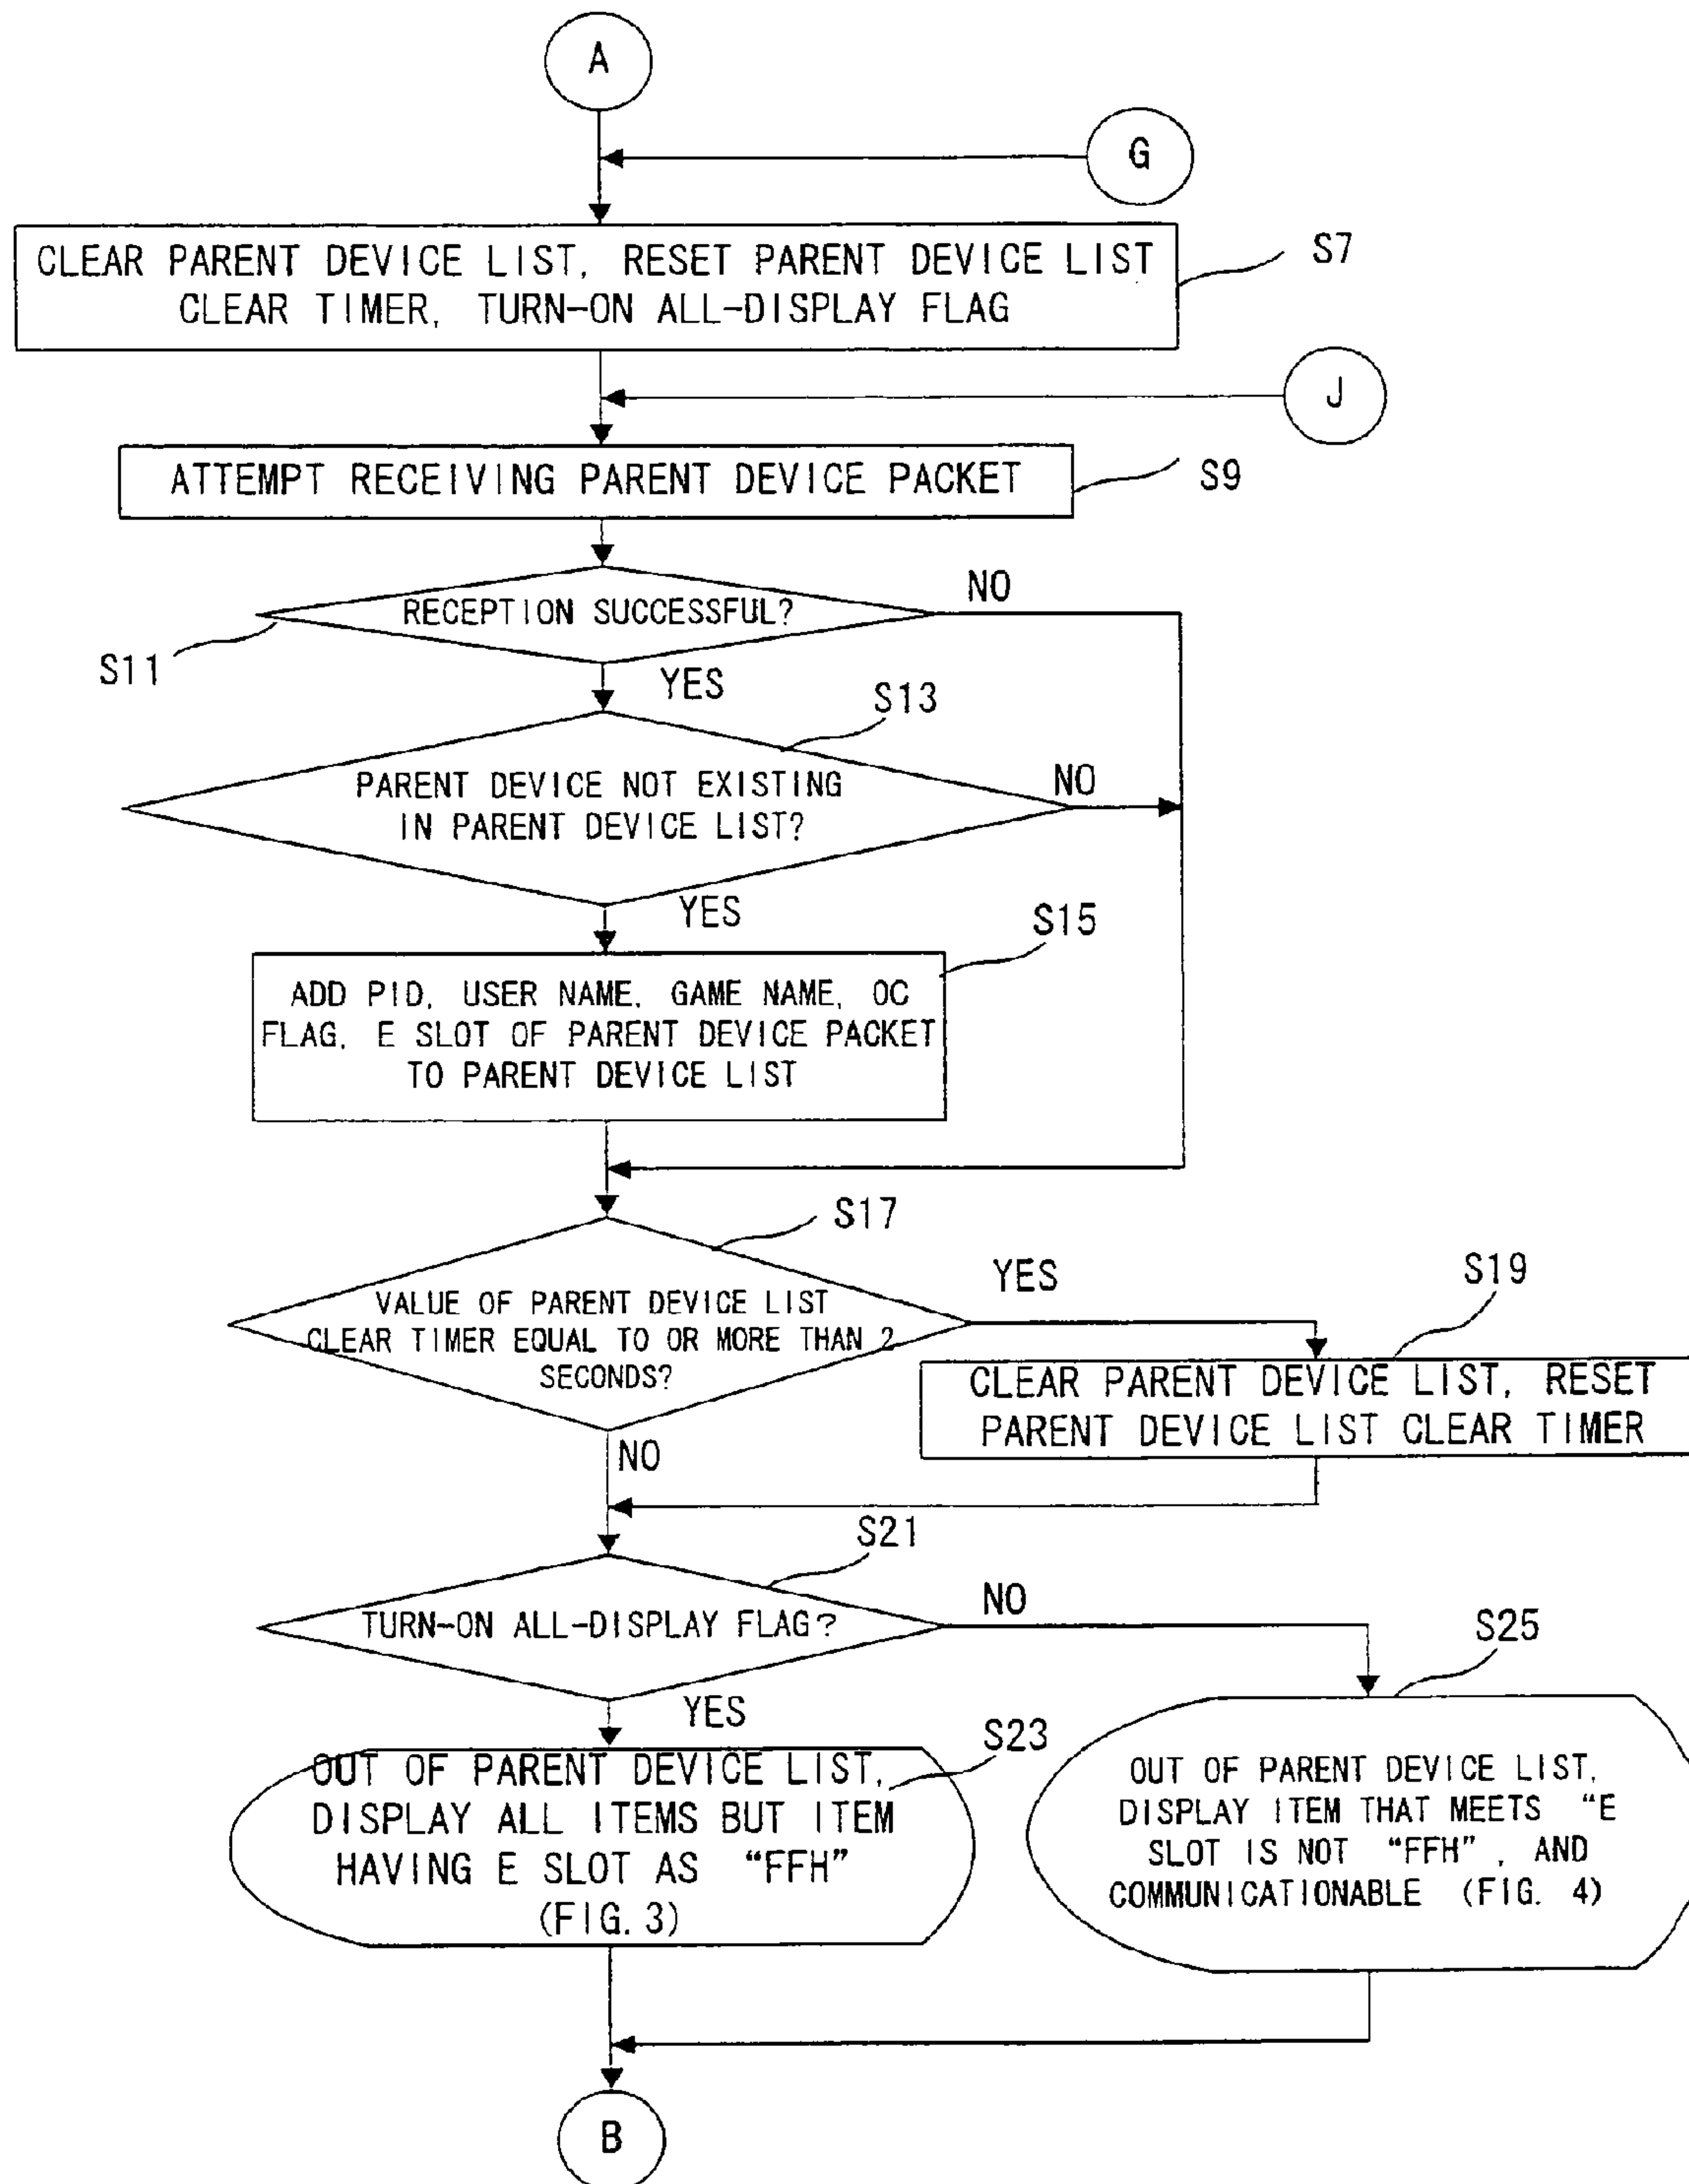 A
G
CLEAR PARENT DEVICE LIST, RESET PARENT DEVICE LIST
CLEAR TIMER, TURN-ON ALL-DISPLAY FLAG
S7
J
ATTEMPT RECEIVING PARENT DEVICE PACKET
S9
RECEPTION SUCCESSFUL?
NO
S11
YES
S13
PARENT DEVICE NOT EXISTING
IN PARENT DEVICE LIST?
NO
YES
S15
ADD PID, USER NAME, GAME NAME, OC
FLAG, E SLOT OF PARENT DEVICE PACKET
TO PARENT DEVICE LIST
S17
VALUE OF PARENT DEVICE LIST
CLEAR TIMER EQUAL TO OR MORE THAN 2
SECONDS?
YES
S19
CLEAR PARENT DEVICE LIST, RESET
PARENT DEVICE LIST CLEAR TIMER
NO
S21
TURN-ON ALL-DISPLAY FLAG?
NO
S25
YES
S23
OUT OF PARENT DEVICE LIST,
DISPLAY ALL ITEMS BUT ITEM
HAVING E SLOT AS “FFH”
(FIG. 3)
OUT OF PARENT DEVICE LIST,
DISPLAY ITEM THAT MEETS “E
SLOT IS NOT “FFH”, AND
COMMUNICATIONABLE (FIG. 4)
B